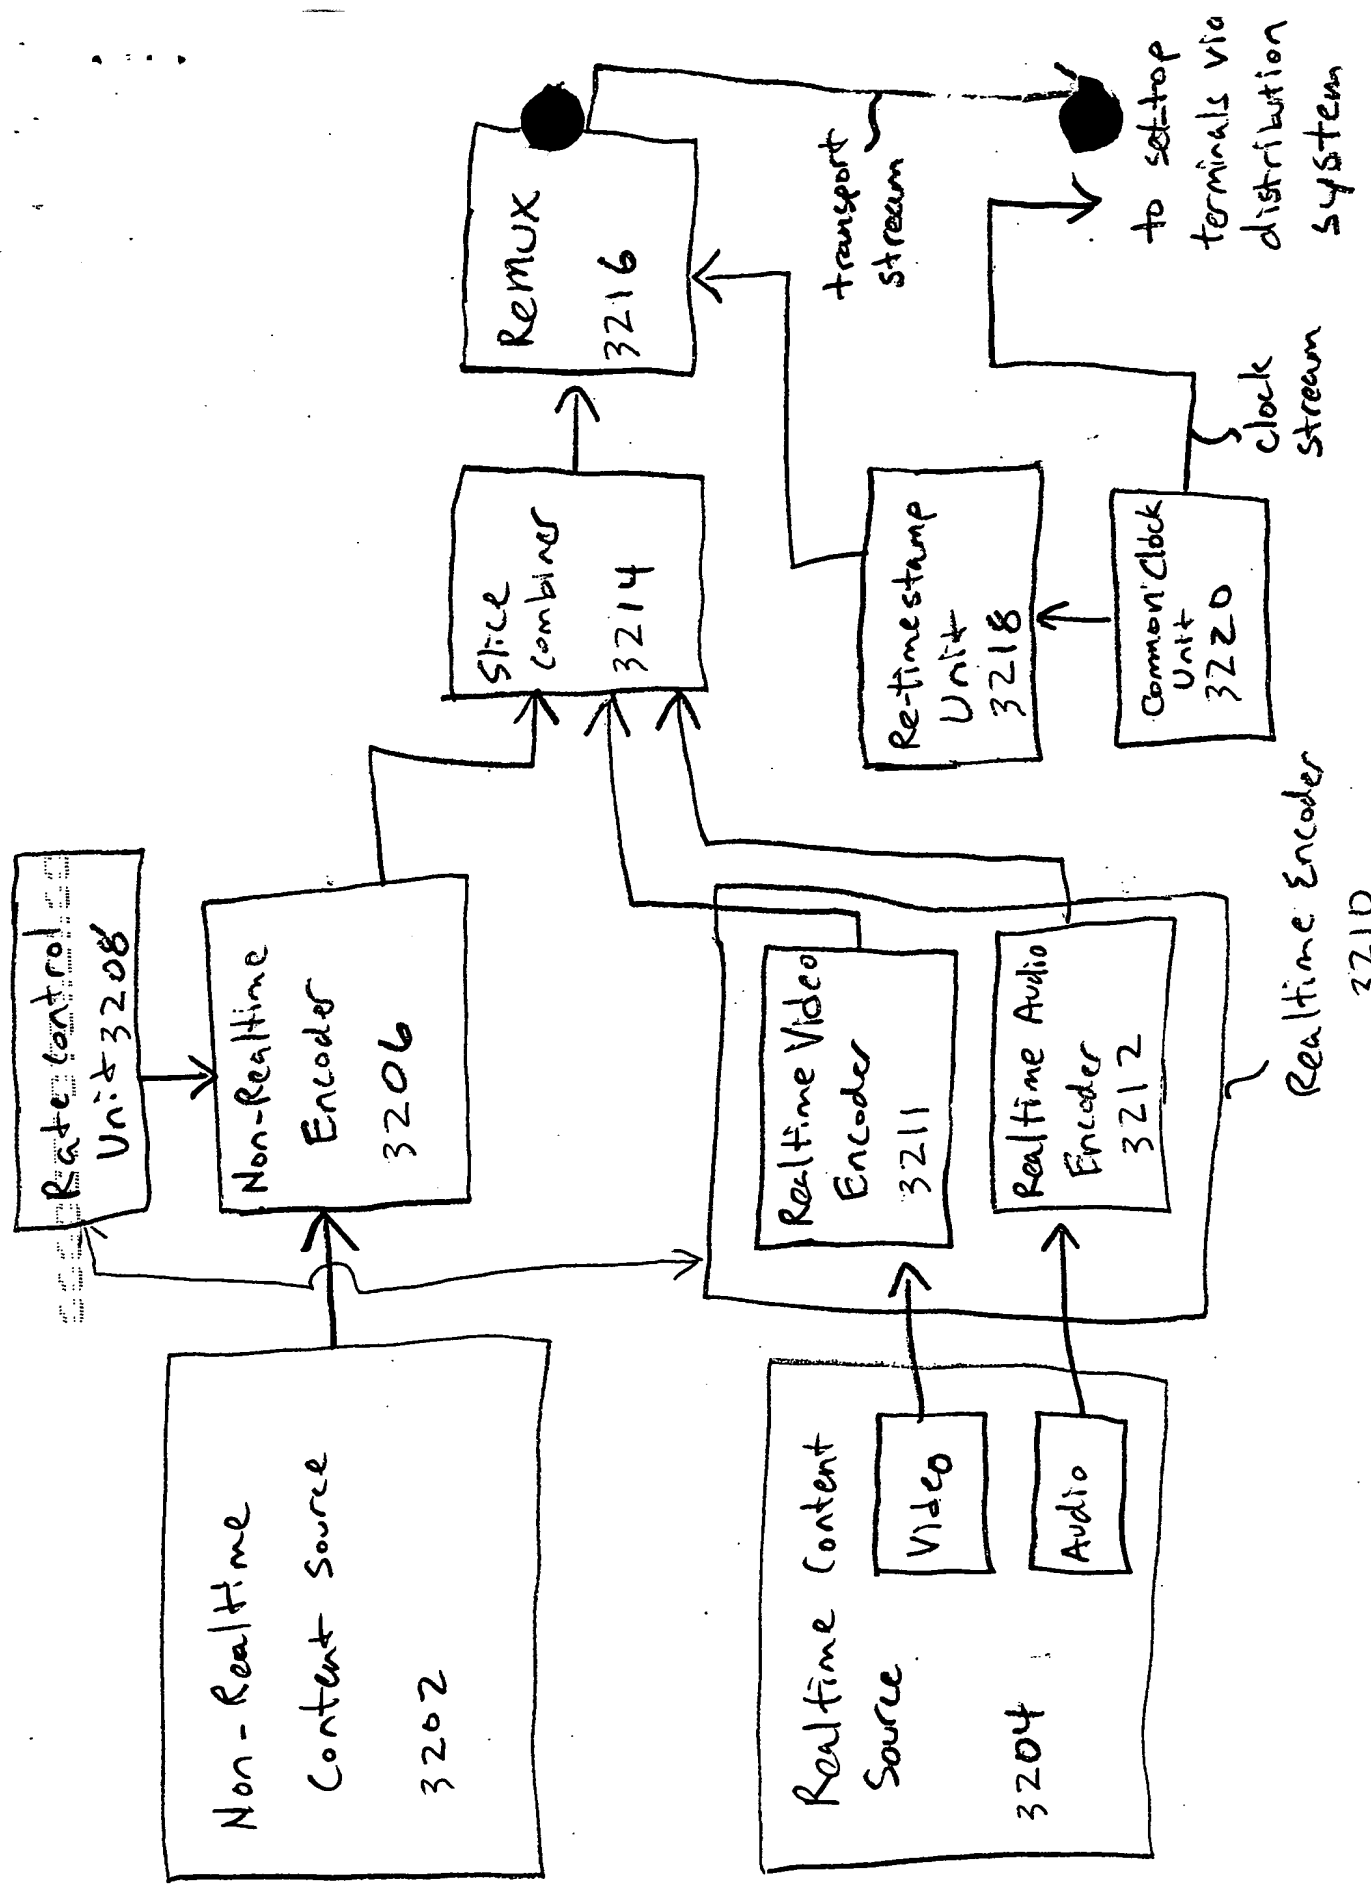 Rate Control
Unit 3208
Non-Realtime
Content Source
3202
Non-Realtime
Encoder
3206
Slice
Combiner
3214
Remux
3216
transport
stream
to set-top
terminals via
distribution
system
Realtime Content
Source
3204
Video
Audio
Realtime Video
Encoder
3211
Realtime Audio
Encoder
3212
Realtime Encoder
3210
Re-timestamp
Unit
3218
Common Clock
Unit
3220
clock
stream